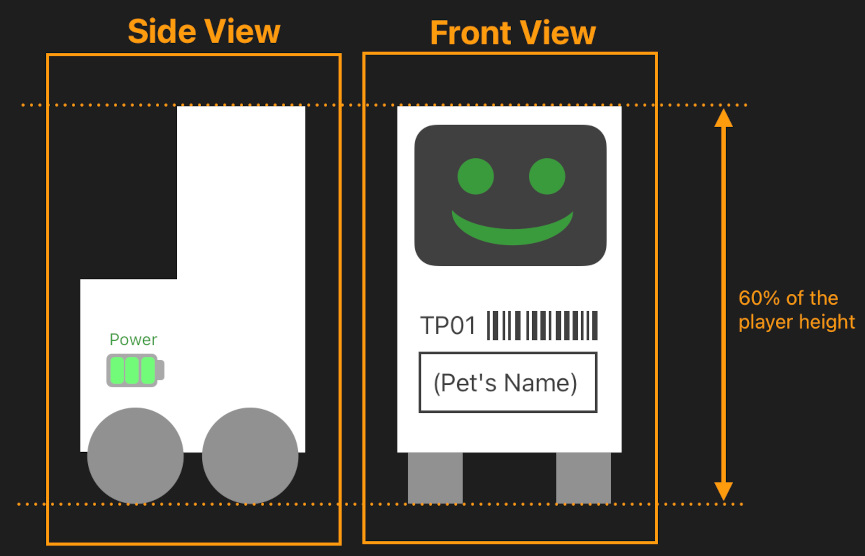 Side View
Front View
60% of the
player height
Power
TP01
(Pet's Name)